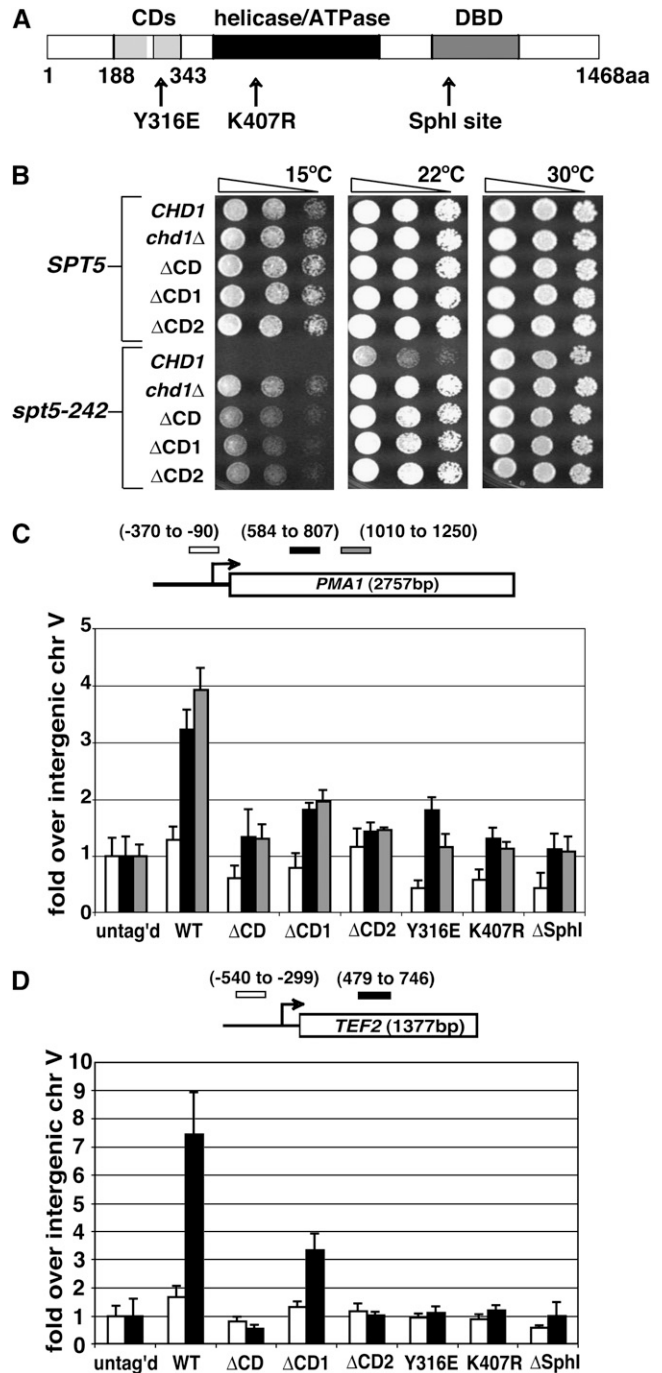 A
CDs helicase/ATPase DBD
1 188 343 1468aa
Y316E K407R SphI site
B
15°C 22°C 30°C
SPT5
CHD1
chd1Δ
ΔCD
ΔCD1
ΔCD2
spt5-242
CHD1
chd1Δ
ΔCD
ΔCD1
ΔCD2
C
(-370 to -90) (584 to 807) (1010 to 1250)
PMA1 (2757bp)
fold over intergenic chr V
5
4
3
2
1
0
untag'd WT ΔCD ΔCD1 ΔCD2 Y316E K407R ΔSphI
D
(-540 to -299) (479 to 746)
TEF2 (1377bp)
fold over intergenic chr V
10
9
8
7
6
5
4
3
2
1
0
untag'd WT ΔCD ΔCD1 ΔCD2 Y316E K407R ΔSphI